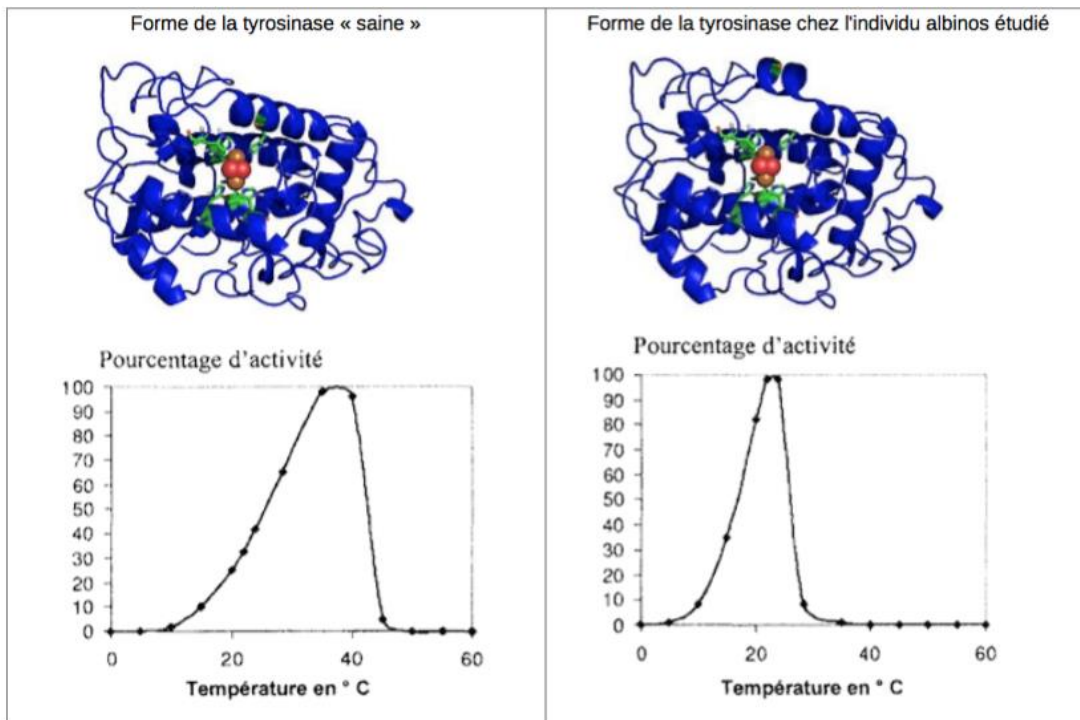 Forme de la tyrosinase « saine »
Forme de la tyrosinase chez l'individu albinos étudié
Pourcentage d'activité
100
90
80
70
60
50
40
30
20
10
0
0 20 40 60
Température en ° C
Pourcentage d'activité
100
90
80
70
60
50
40
30
20
10
0
0 20 40 60
Température en ° C